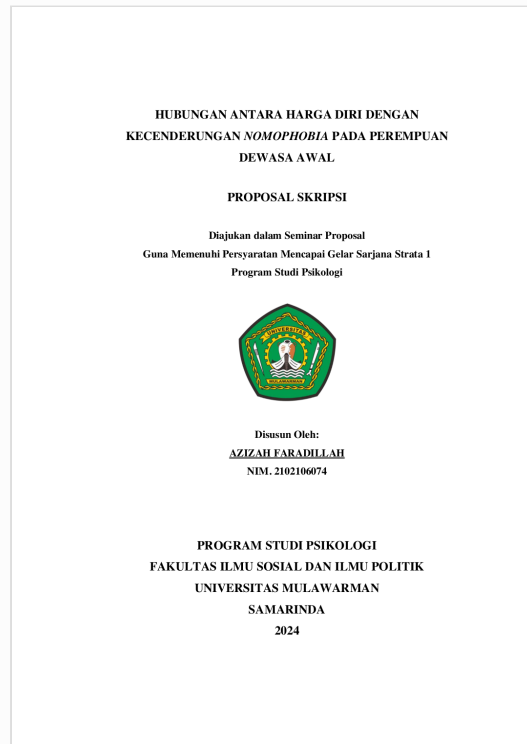 HUBUNGAN ANTARA HARGA DIRI DENGAN
KECENDERUNGAN NOMOPHOBIA PADA PEREMPUAN
DEWASA AWAL
PROPOSAL SKRIPSI
Diajukan dalam Seminar Proposal
Guna Memenuhi Persyaratan Mencapai Gelar Sarjana Strata 1
Program Studi Psikologi
UNIVERSITAS
MULAWARMAN
Disusun Oleh:
AZIZAH FARADILLAH
NIM. 2102106074
PROGRAM STUDI PSIKOLOGI
FAKULTAS ILMU SOSIAL DAN ILMU POLITIK
UNIVERSITAS MULAWARMAN
SAMARINDA
2024